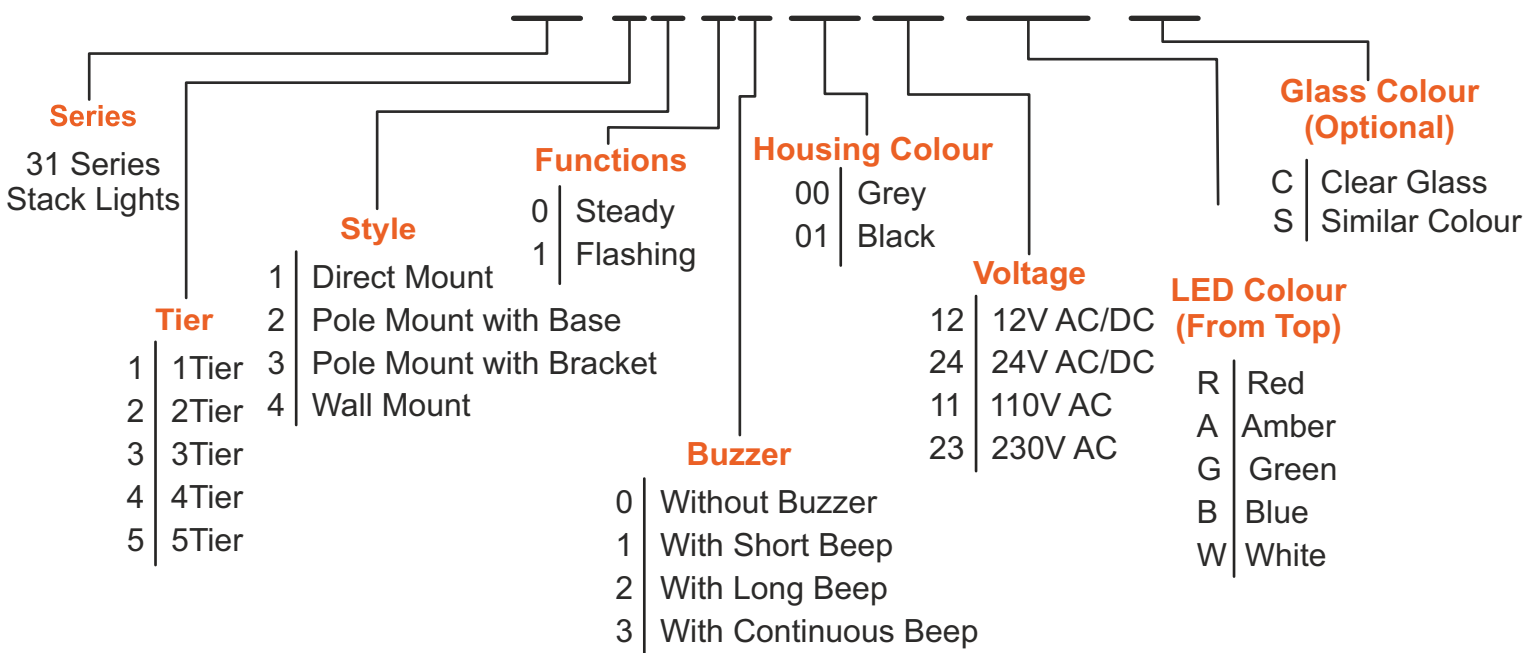 Series
31 Series
Stack Lights
Tier
1 1Tier
2 2Tier
3 3Tier
4 4Tier
5 5Tier
Style
1 Direct Mount
2 Pole Mount with Base
3 Pole Mount with Bracket
4 Wall Mount
Functions
0 Steady
1 Flashing
Buzzer
0 Without Buzzer
1 With Short Beep
2 With Long Beep
3 With Continuous Beep
Housing Colour
00 Grey
01 Black
Voltage
12 12V AC/DC
24 24V AC/DC
11 110V AC
23 230V AC
LED Colour
(From Top)
R Red
A Amber
G Green
B Blue
W White
Glass Colour
(Optional)
C Clear Glass
S Similar Colour